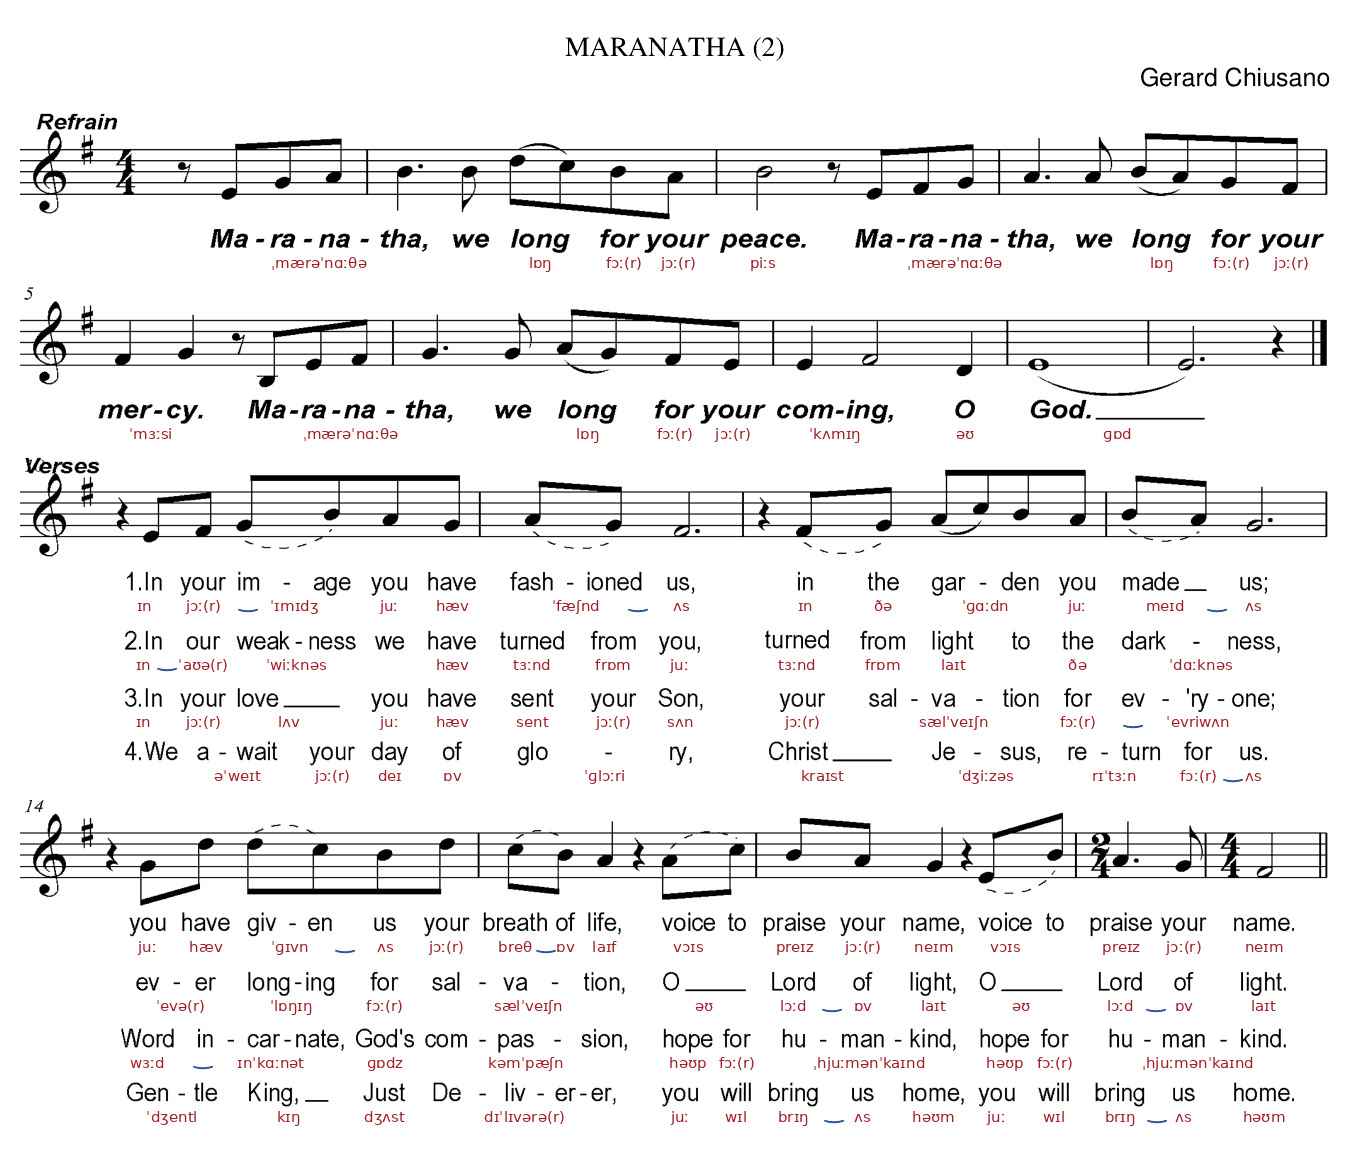 MARANATHA (2)
Gerard Chiusano
Refrain
4 4
Ma - ra - na - tha, we long for your peace. Ma - ra - na - tha, we long for your
ˌmærəˈnɑːθə lɒŋ fɔː(r) jɔː(r) piːs ˌmærəˈnɑːθə lɒŋ fɔː(r) jɔː(r)
5
mer - cy. Ma - ra - na - tha, we long for your com - ing, O God.
ˈmɜːsi ˌmærəˈnɑːθə lɒŋ fɔː(r) jɔː(r) ˈkʌmɪŋ əʊ ɡɒd
Verses
1.In your im - age you have fash - ioned us, in the gar - den you made us;
ɪn jɔː(r) ˈɪmɪdʒ juː hæv ˈfæʃnd ʌs ɪn ðə ˈɡɑːdn juː meɪd ʌs
2.In our weak - ness we have turned from you, turned from light to the dark - ness,
ɪn ˈaʊə(r) ˈwiːknəs hæv tɜːnd frɒm juː tɜːnd frɒm laɪt ðə ˈdɑːknəs
3.In your love you have sent your Son, your sal - va - tion for ev - 'ry - one;
ɪn jɔː(r) lʌv juː hæv sent jɔː(r) sʌn jɔː(r) sælˈveɪʃn fɔː(r) ˈevriwʌn
4.We a - wait your day of glo - ry, Christ Je - sus, re - turn for us.
əˈweɪt jɔː(r) deɪ ɒv ˈɡlɔːri kraɪst ˈdʒiːzəs rɪˈtɜːn fɔː(r) ʌs
14
2 4 4 4
you have giv - en us your breath of life, voice to praise your name, voice to praise your name.
juː hæv ˈɡɪvn ʌs jɔː(r) breθ ɒv laɪf vɔɪs preɪz jɔː(r) neɪm vɔɪs preɪz jɔː(r) neɪm
ev - er long - ing for sal - va - tion, O Lord of light, O Lord of light.
ˈevə(r) ˈlɒŋɪŋ fɔː(r) sælˈveɪʃn əʊ lɔːd ɒv laɪt əʊ lɔːd ɒv laɪt
Word in - car - nate, God's com - pas - sion, hope for hu - man - kind, hope for hu - man - kind.
wɜːd ɪnˈkɑːnət ɡɒdz kəmˈpæʃn həʊp fɔː(r) ˌhjuːmənˈkaɪnd həʊp fɔː(r) ˌhjuːmənˈkaɪnd
Gen - tle King, Just De - liv - er - er, you will bring us home, you will bring us home.
ˈdʒentl kɪŋ dʒʌst dɪˈlɪvərə(r) juː wɪl brɪŋ ʌs həʊm juː wɪl brɪŋ ʌs həʊm